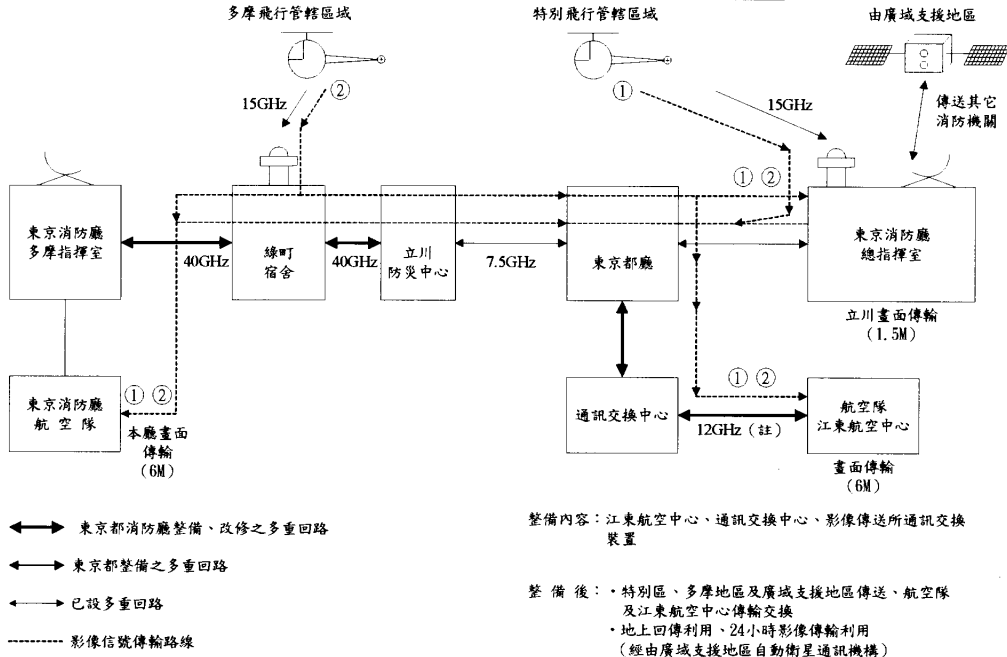 多摩飛行管轄區域
特別飛行管轄區域
由廣域支援地區
15GHz
②
①
15GHz
傳送其它
消防機關
① ②
東京消防廳
多摩指揮室
40GHz
綠町
宿舍
40GHz
立川
防災中心
7.5GHz
東京都廳
東京消防廳
總指揮室
立川畫面傳輸
(1.5M)
東京消防廳
航空隊
① ②
本廳畫面
傳輸
(6M)
通訊交換中心
① ②
12GHz(註)
航空隊
江東航空中心
畫面傳輸
(6M)
東京都消防廳整備、改修之多重回路
東京都整備之多重回路
已設多重回路
影像信號傳輸路線
整備內容:江東航空中心、通訊交換中心、影像傳送所通訊交換
裝置
整備後:・特別區、多摩地區及廣域支援地區傳送、航空隊
及江東航空中心傳輸交換
・地上回傳利用、24小時影像傳輸利用
(經由廣域支援地區自動衛星通訊機構)